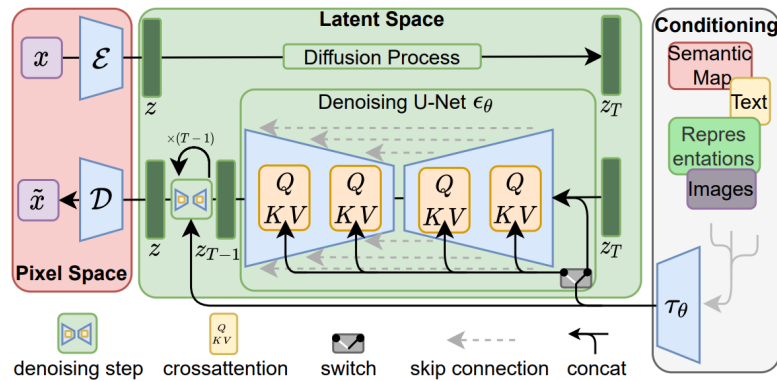 Latent Space
Conditioning
x
ℰ
z
Diffusion Process
z_T
Semantic
Map
Text
Repres
entations
Images
Denoising U-Net ϵ_θ
×(T−1)
Q
KV
Q
KV
Q
KV
Q
KV
x̃
𝒟
z
z_{T−1}
z_T
Pixel Space
τ_θ
Q
KV
denoising step
crossattention
switch
skip connection
concat